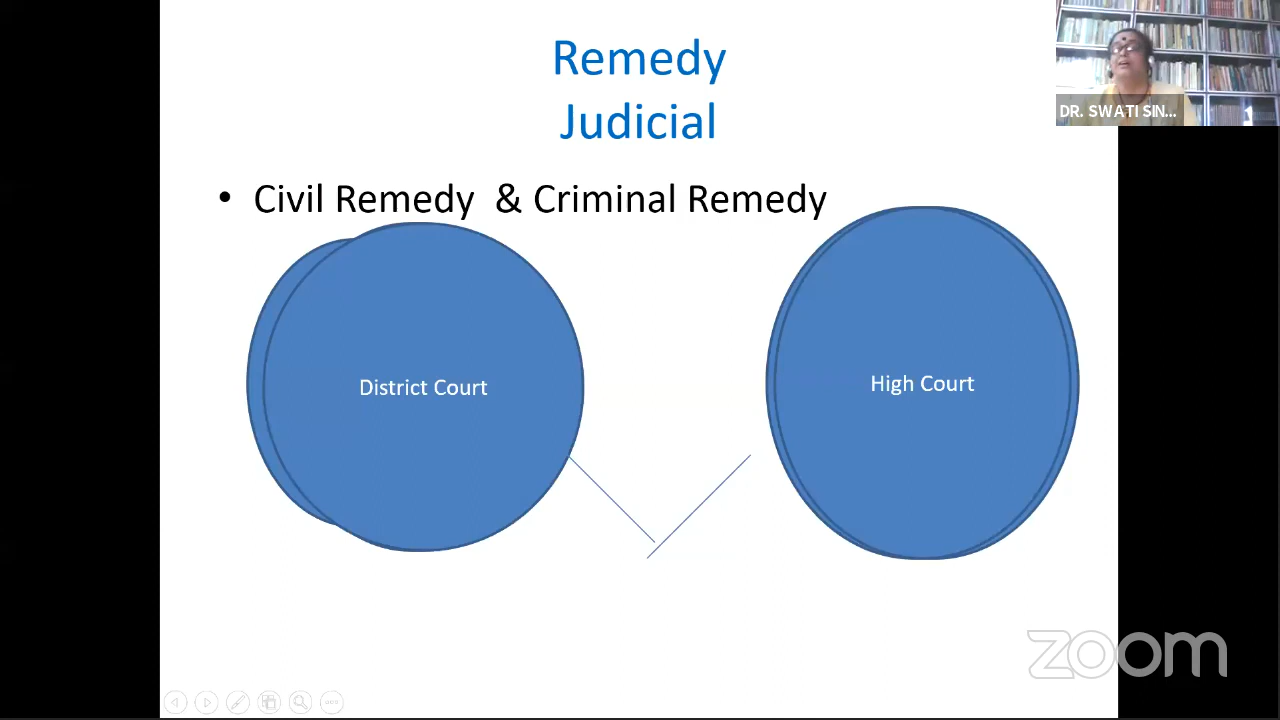 Remedy
Judicial
DR. SWATI SIN...
• Civil Remedy & Criminal Remedy
District Court
High Court
zoom